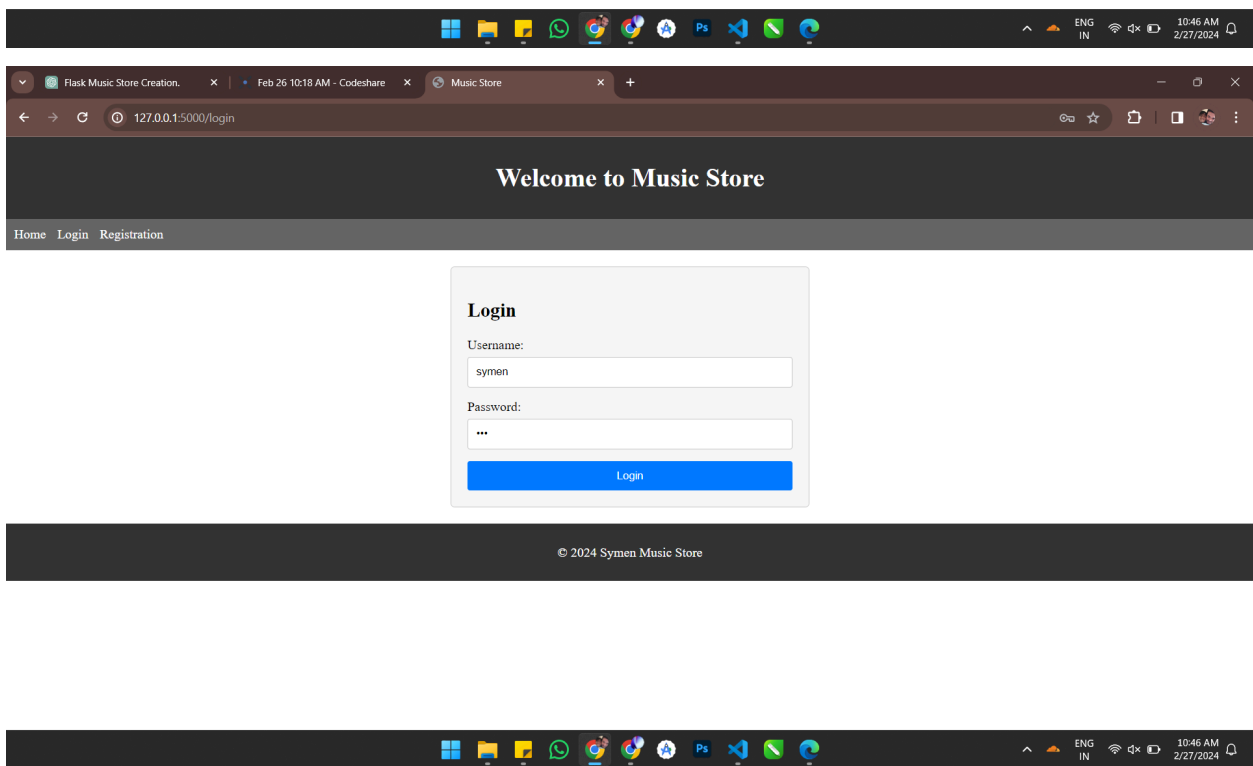 Ps
ENG
IN
10:46 AM
2/27/2024
Flask Music Store Creation.
Feb 26 10:18 AM - Codeshare
Music Store
127.0.0.1:5000/login
Welcome to Music Store
Home Login Registration
Login
Username:
symen
Password:
•••
Login
© 2024 Symen Music Store
Ps
ENG
IN
10:46 AM
2/27/2024